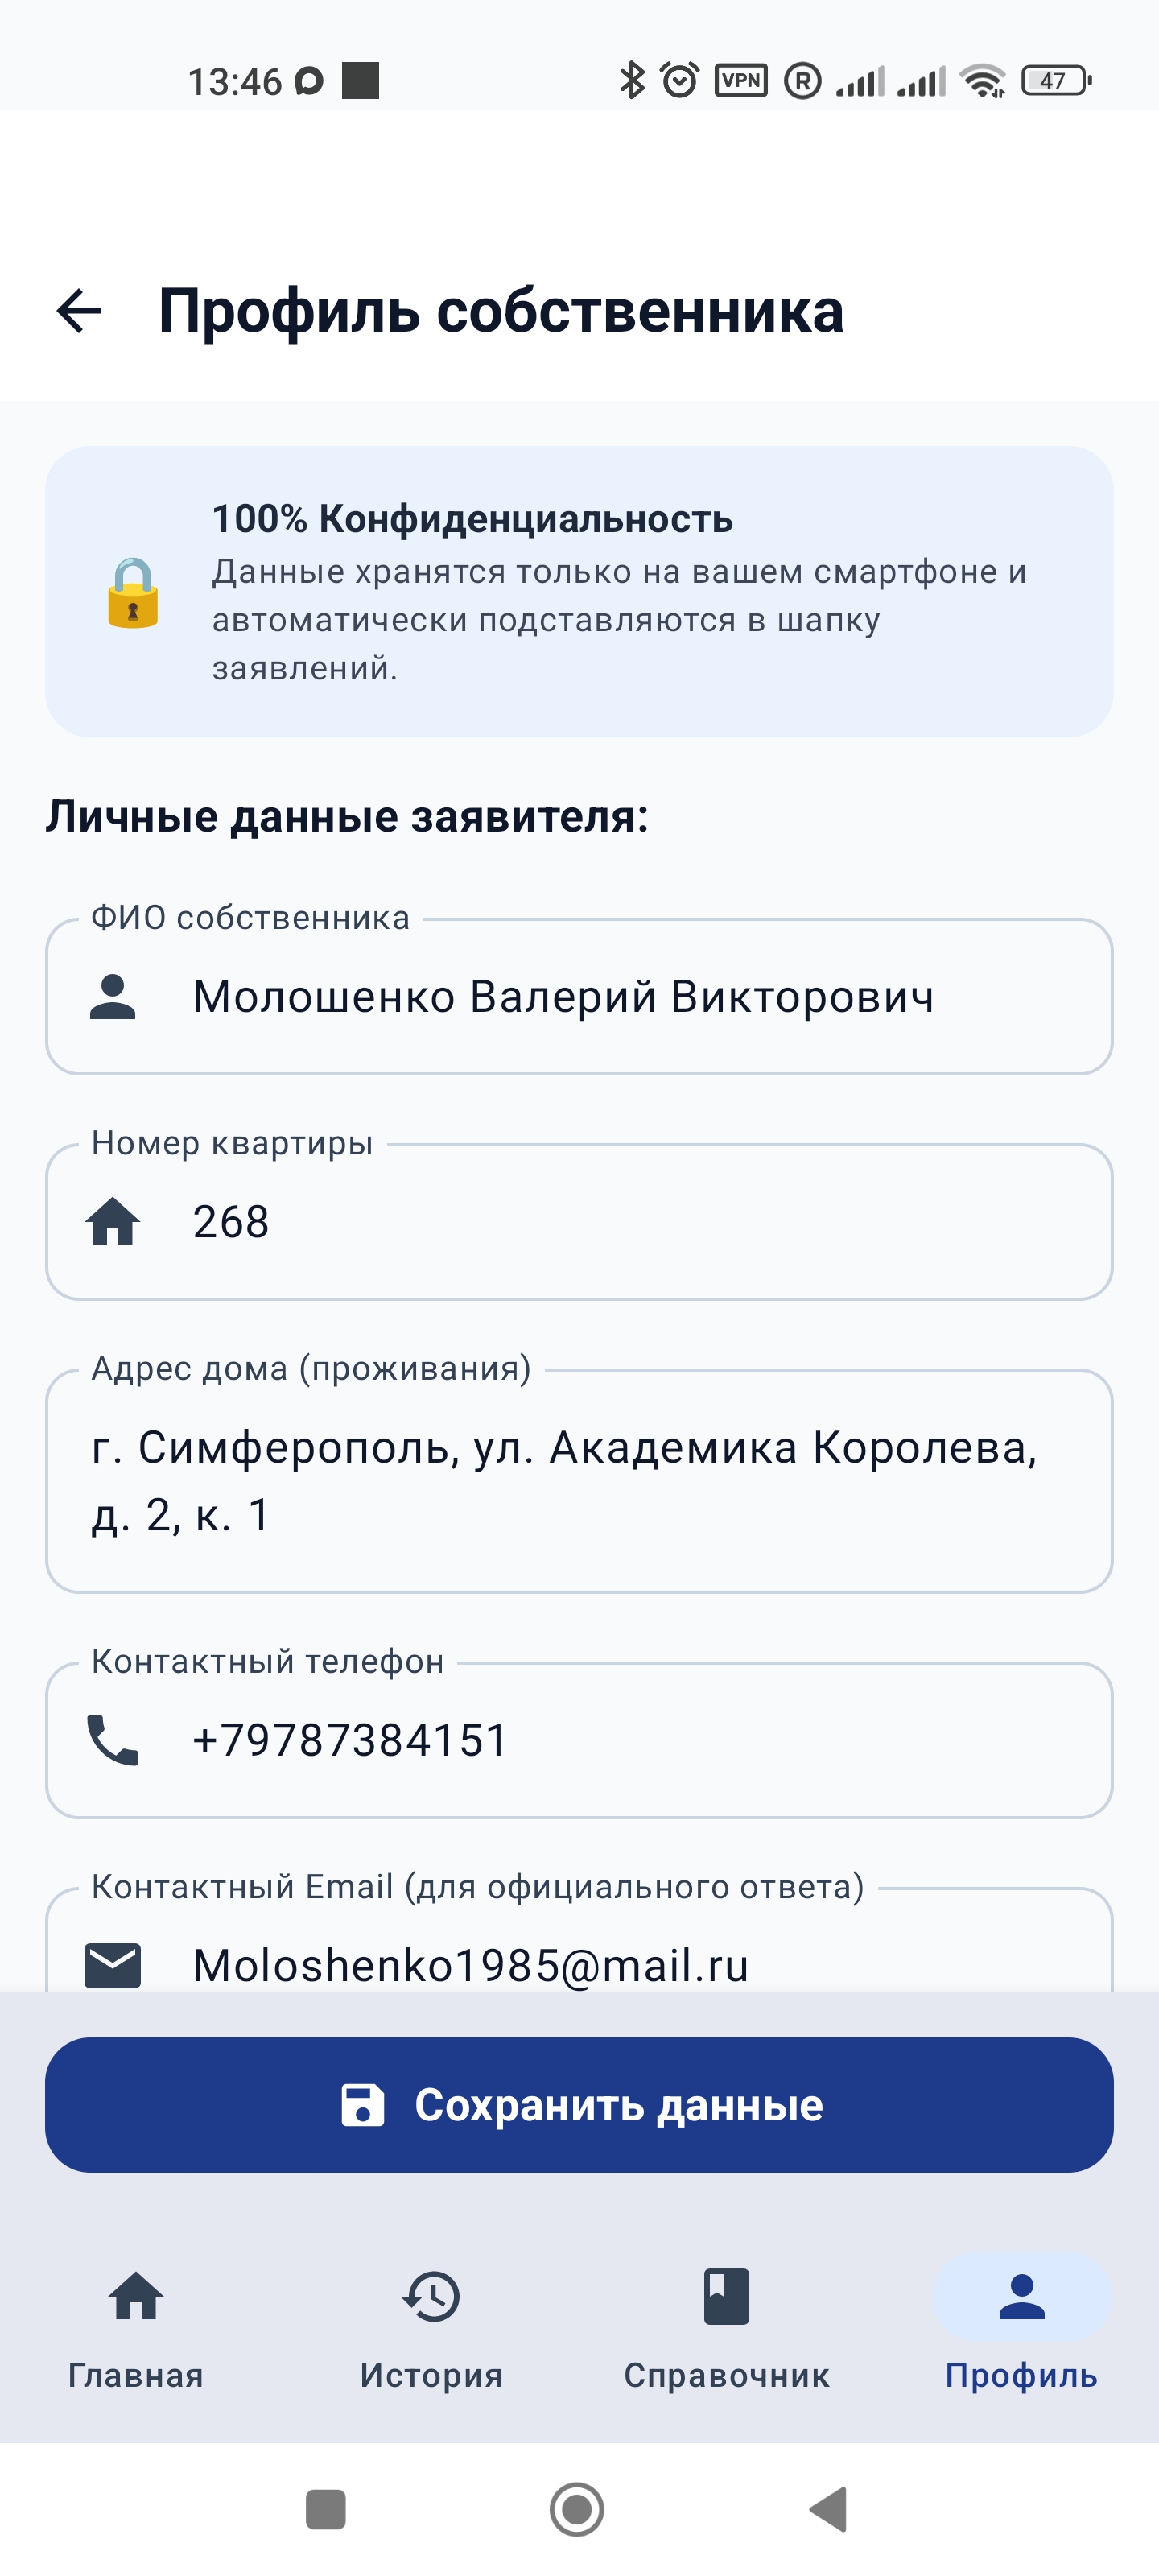 13:46
VPN
R
47
Профиль собственника
100% Конфиденциальность
Данные хранятся только на вашем смартфоне и
автоматически подставляются в шапку
заявлений.
Личные данные заявителя:
ФИО собственника
Молошенко Валерий Викторович
Номер квартиры
268
Адрес дома (проживания)
г. Симферополь, ул. Академика Королева,
д. 2, к. 1
Контактный телефон
+79787384151
Контактный Email (для официального ответа)
Moloshenko1985@mail.ru
Сохранить данные
Главная
История
Справочник
Профиль